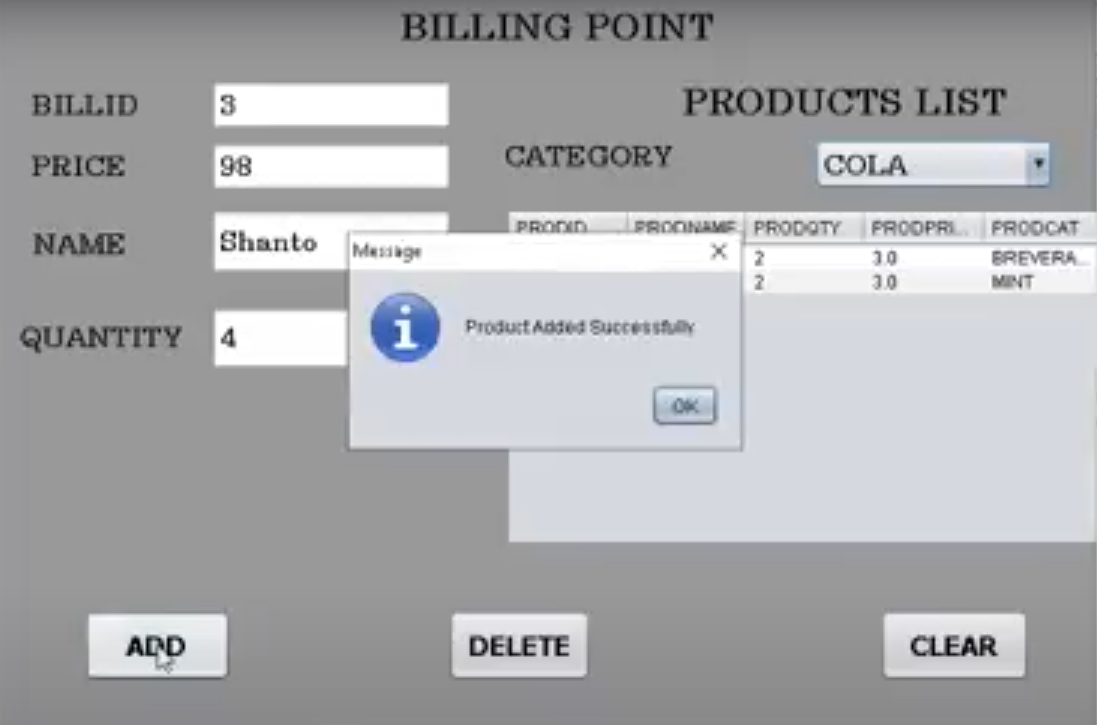 BILLING POINT
BILLID 3
PRICE 98
NAME Shanto
QUANTITY 4
PRODUCTS LIST
CATEGORY COLA
PRODID PRODNAME PRODQTY PRODPRI... PRODCAT
2 3.0 BREVERA...
2 3.0 MINT
Message
Product Added Successfully
OK
ADD DELETE CLEAR